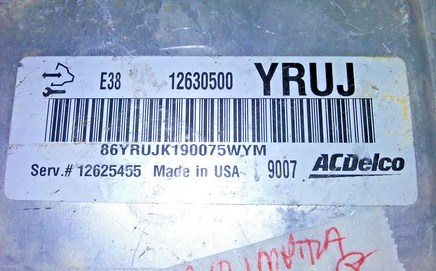 E38 12630500 YRUJ
86YRUJK190075WYM
Serv.# 12625455 Made in USA 9007 ACDelco